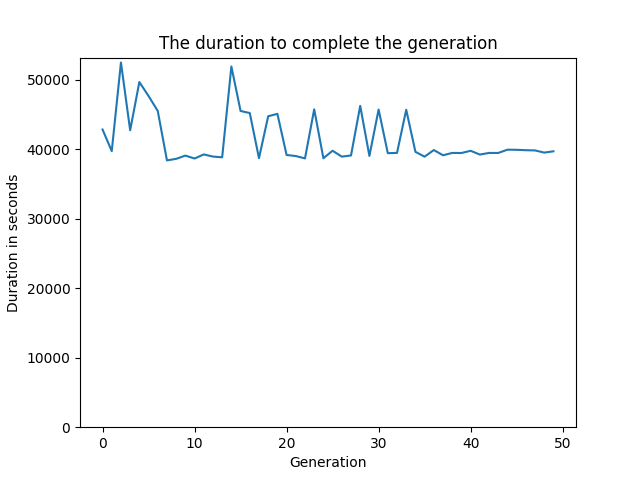 The duration to complete the generation
50000
40000
30000
20000
10000
0
Duration in seconds
0 10 20 30 40 50
Generation